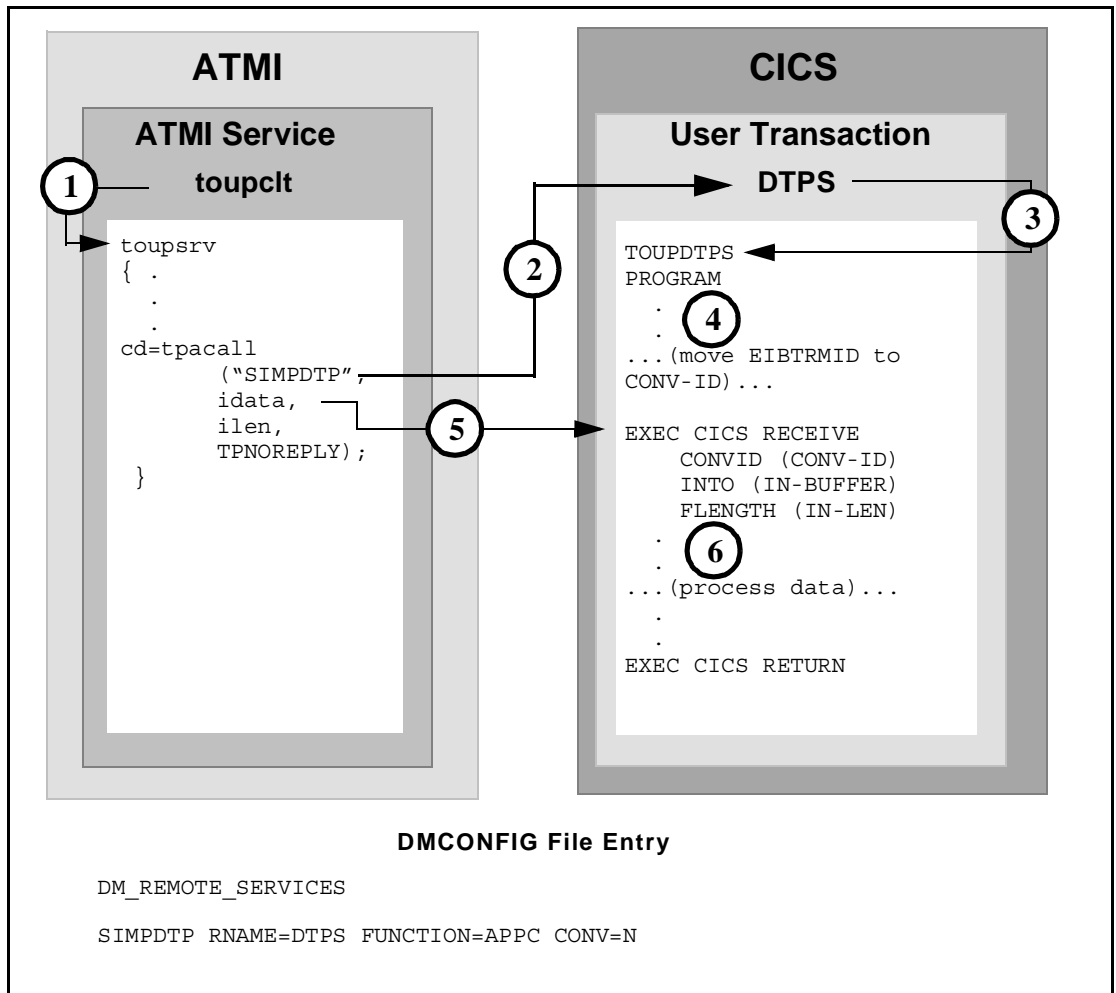 ATMI
ATMI Service
toupclt
1
toupsrv
{ .
.
.
cd=tpacall
(“SIMPDTP”,
idata,
ilen,
TPNOREPLY);
}
2
5
CICS
User Transaction
DTPS
3
TOUPDTPS
PROGRAM
.
.
4
...(move EIBTRMID to
CONV-ID)...
EXEC CICS RECEIVE
CONVID (CONV-ID)
INTO (IN-BUFFER)
FLENGTH (IN-LEN)
.
.
6
...(process data)...
.
.
EXEC CICS RETURN
DMCONFIG File Entry
DM_REMOTE_SERVICES
SIMPDTP RNAME=DTPS FUNCTION=APPC CONV=N